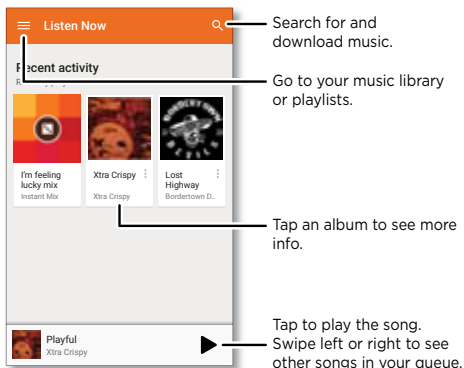 Listen Now
Search for and
download music.
Recent activity
Go to your music library
or playlists.
I'm feeling
lucky mix
Instant Mix
Xtra Crispy
Xtra Crispy
Lost
Highway
Bordertown D..
BORDERTOWN
Tap an album to see more
info.
Playful
Xtra Crispy
Tap to play the song.
Swipe left or right to see
other songs in your queue.